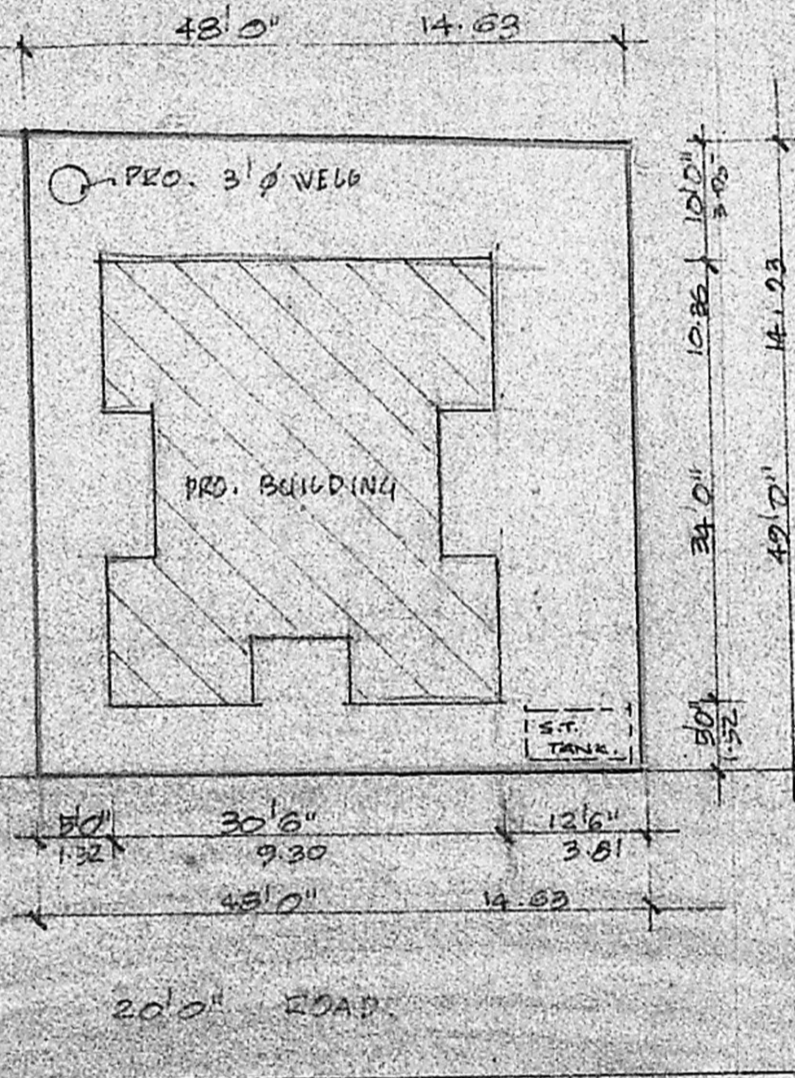 48'0" 14.63
PRO. 3'ø WELL
10'0"
3.05
10.36
14.93
PRO. BUILDING
34'0"
49'0"
S.T.
TANK.
5'0"
1.52
5'0" 30'6" 12'6"
1.52 9.30 3.81
48'0" 14.63
20'0" ROAD.